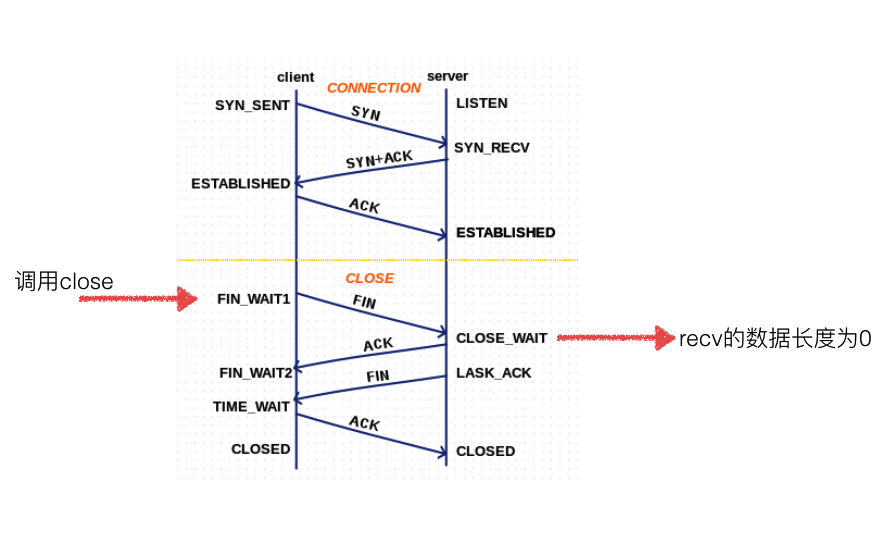 client
server
CONNECTION
SYN_SENT
LISTEN
SYN
SYN_RECV
SYN+ACK
ESTABLISHED
ACK
ESTABLISHED
调用close
CLOSE
FIN_WAIT1
FIN
CLOSE_WAIT
recv的数据长度为0
ACK
FIN_WAIT2
FIN
LASK_ACK
TIME_WAIT
ACK
CLOSED
CLOSED